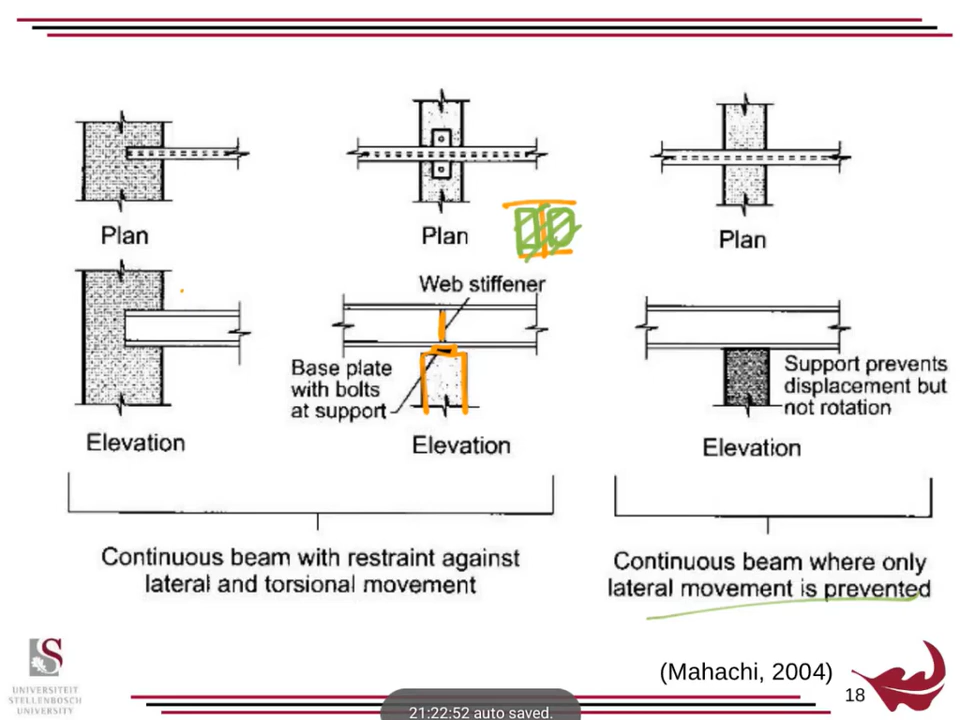 Plan
Plan
Plan
Web stiffener
Base plate
with bolts
at support
Support prevents
displacement but
not rotation
Elevation
Elevation
Elevation
Continuous beam with restraint against
lateral and torsional movement
Continuous beam where only
lateral movement is prevented
(Mahachi, 2004)
18
UNIVERSITEIT
STELLENBOSCH
UNIVERSITY
21:22:52 auto saved.